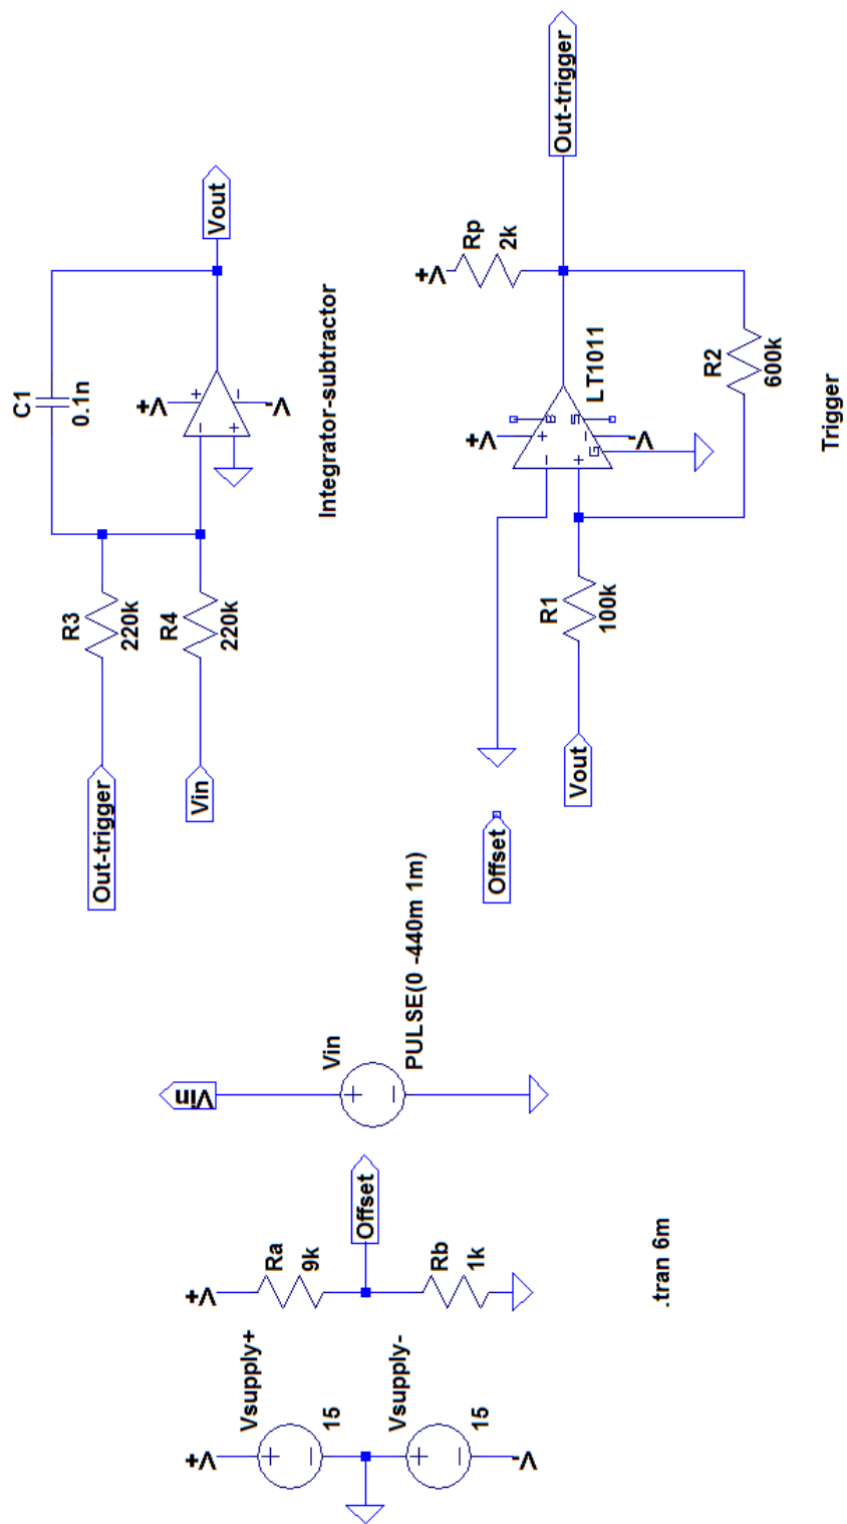 V+
Vsupply+
15
Vsupply-
15
V-
V+
Ra
9k
Offset
Rb
1k
.tran 6m
Vin
Vin
PULSE(0 -440m 1m)
Out-trigger
R3
220k
Vin
R4
220k
C1
0.1n
V+
V-
Vout
Integrator-subtractor
Offset
Vout
R1
100k
V+
V-
B
S
G
LT1011
V+
Rp
2k
R2
600k
Out-trigger
Trigger